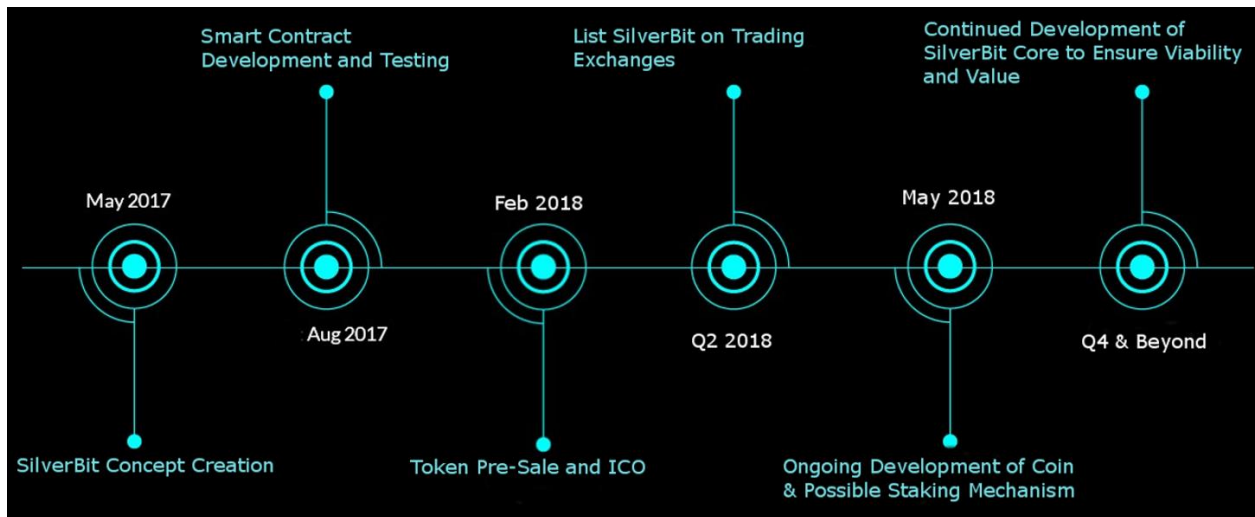 Smart Contract
Development and Testing
List SilverBit on Trading
Exchanges
Continued Development of
SilverBit Core to Ensure Viability
and Value
May 2017
Aug 2017
Feb 2018
Q2 2018
May 2018
Q4 & Beyond
SilverBit Concept Creation
Token Pre-Sale and ICO
Ongoing Development of Coin
& Possible Staking Mechanism